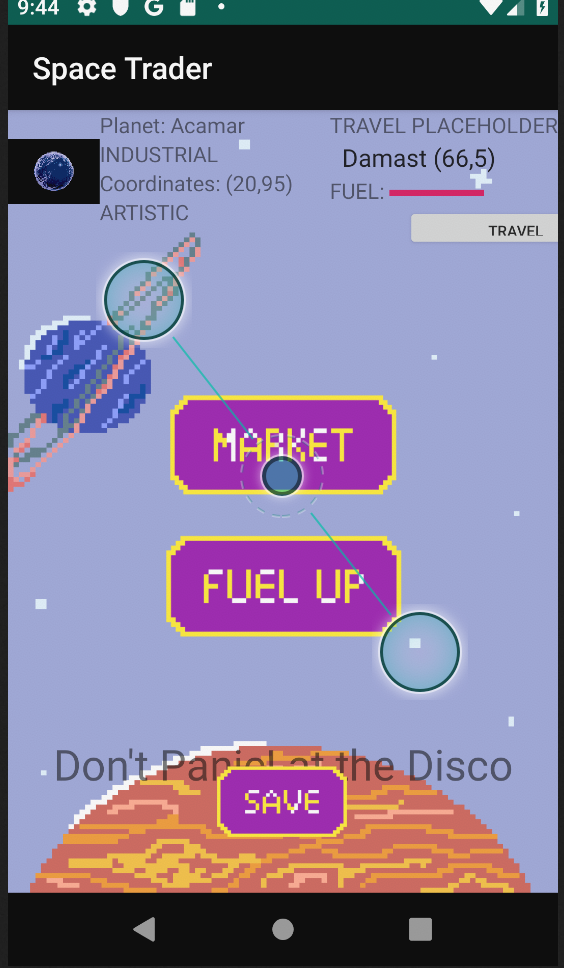 9:44
Space Trader
Planet: Acamar
INDUSTRIAL
Coordinates: (20,95)
ARTISTIC
TRAVEL PLACEHOLDER
Damast (66,5)
FUEL:
TRAVEL
MARKET
FUEL UP
Don't Panic! at the Disco
SAVE